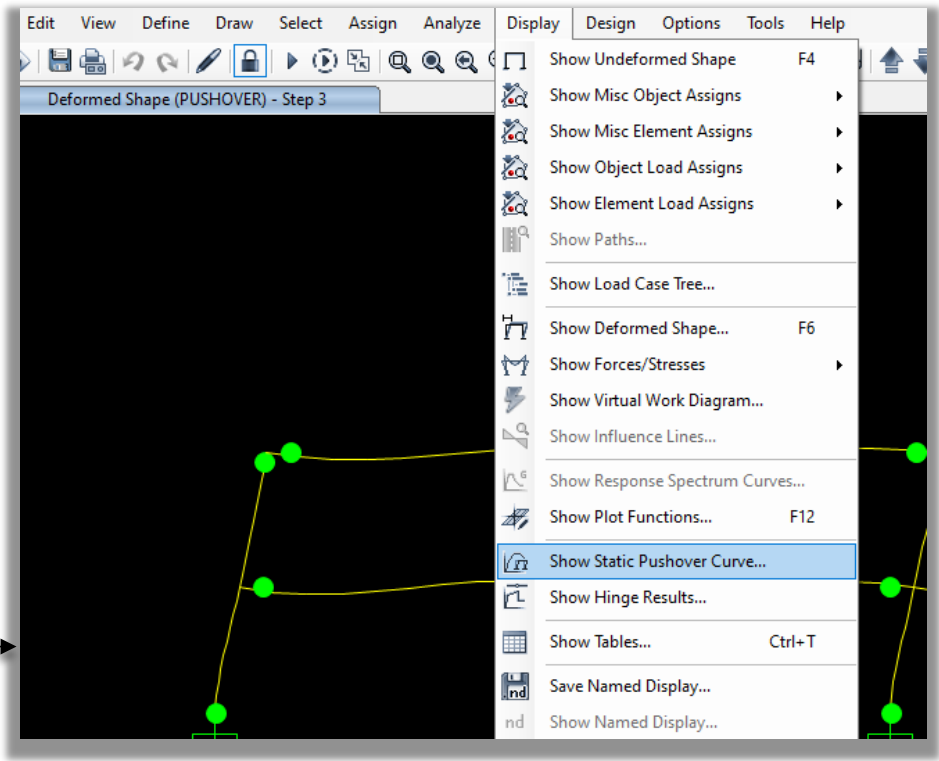 Edit View Define Draw Select Assign Analyze Display Design Options Tools Help
Deformed Shape (PUSHOVER) - Step 3
Show Undeformed Shape F4
Show Misc Object Assigns
Show Misc Element Assigns
Show Object Load Assigns
Show Element Load Assigns
Show Paths...
Show Load Case Tree...
Show Deformed Shape... F6
Show Forces/Stresses
Show Virtual Work Diagram...
Show Influence Lines...
Show Response Spectrum Curves...
Show Plot Functions... F12
Show Static Pushover Curve...
Show Hinge Results...
Show Tables... Ctrl+T
.nd Save Named Display...
nd Show Named Display...